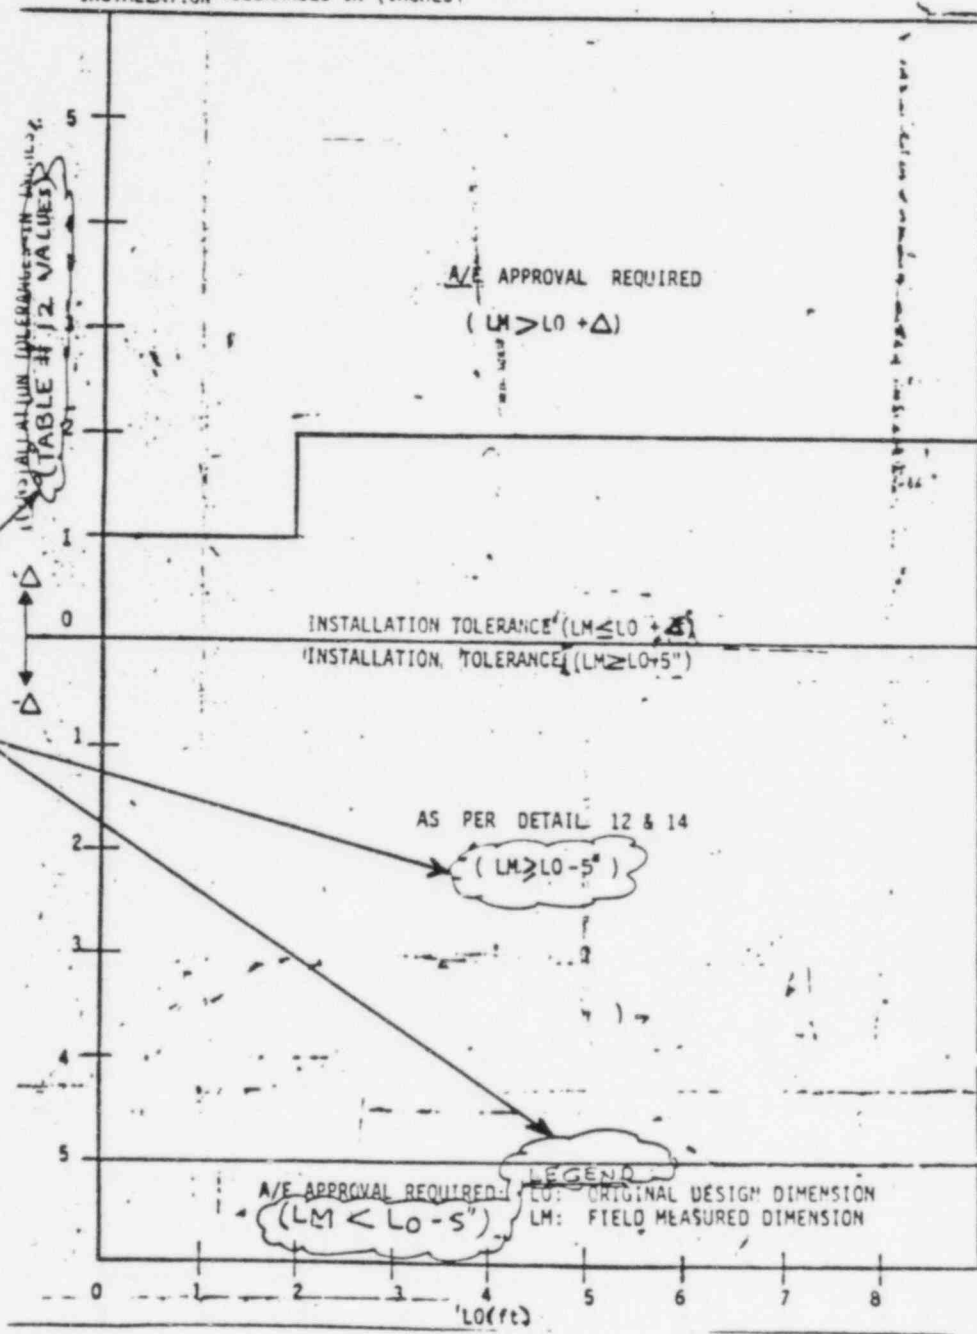 5
4
3
2
1
0
1
2
3
4
5
(TABLE # 12 VALUES)
Δ
-Δ
A/E APPROVAL REQUIRED
( LM > LO + Δ)
INSTALLATION TOLERANCE (LM ≤ LO + Δ)
INSTALLATION TOLERANCE (LM ≥ LO-5")
AS PER DETAIL 12 & 14
( LM ≥ LO - 5" )
A/E APPROVAL REQUIRED
(LM < LO - 5")
LEGEND
LO: ORIGINAL DESIGN DIMENSION
LM: FIELD MEASURED DIMENSION
0 1 2 3 4 5 6 7 8
LO(ft)